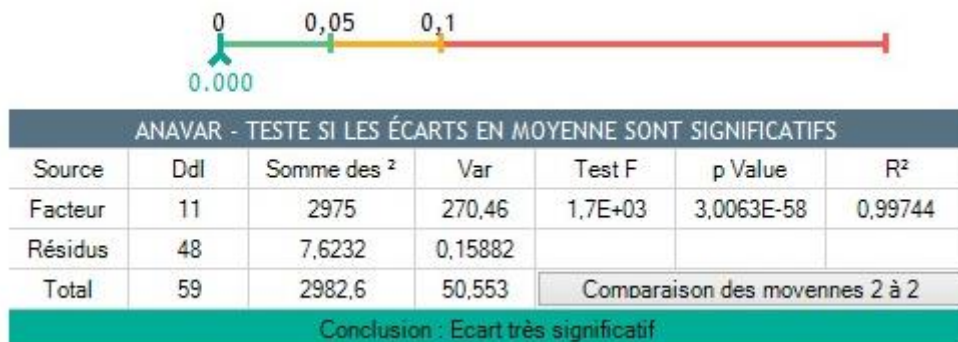 0 0,05 0,1
0.000
ANAVAR - TESTE SI LES ÉCARTS EN MOYENNE SONT SIGNIFICATIFS
Source Ddl Somme des ² Var Test F p Value R²
Facteur 11 2975 270,46 1,7E+03 3,0063E-58 0,99744
Résidus 48 7,6232 0,15882
Total 59 2982,6 50,553 Comparaison des moyennes 2 à 2
Conclusion : Ecart très significatif